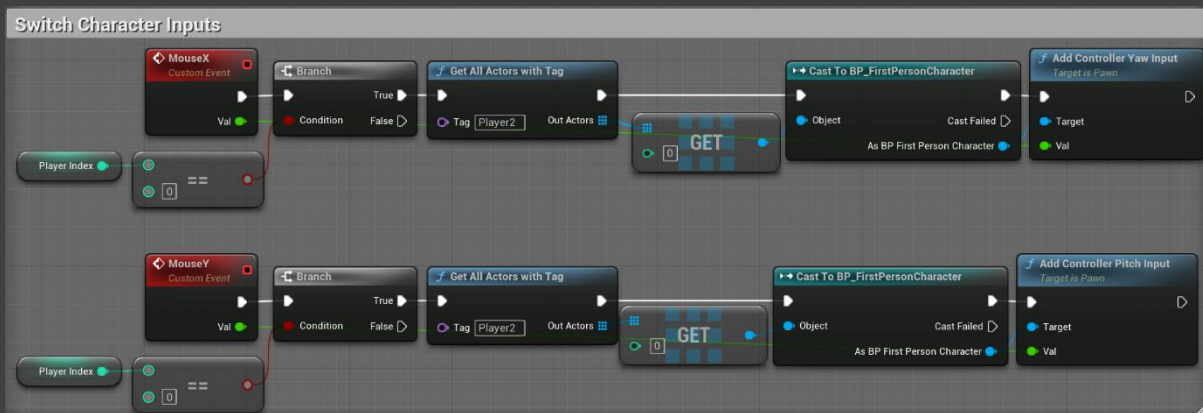 Switch Character Inputs
MouseX
Custom Event
Val
Player Index
0
==
Branch
True
Condition
False
Get All Actors with Tag
Tag Player2
Out Actors
0
GET
Cast To BP_FirstPersonCharacter
Object
Cast Failed
As BP First Person Character
Add Controller Yaw Input
Target is Pawn
Target
Val
MouseY
Custom Event
Val
Player Index
0
==
Branch
True
Condition
False
Get All Actors with Tag
Tag Player2
Out Actors
0
GET
Cast To BP_FirstPersonCharacter
Object
Cast Failed
As BP First Person Character
Add Controller Pitch Input
Target is Pawn
Target
Val